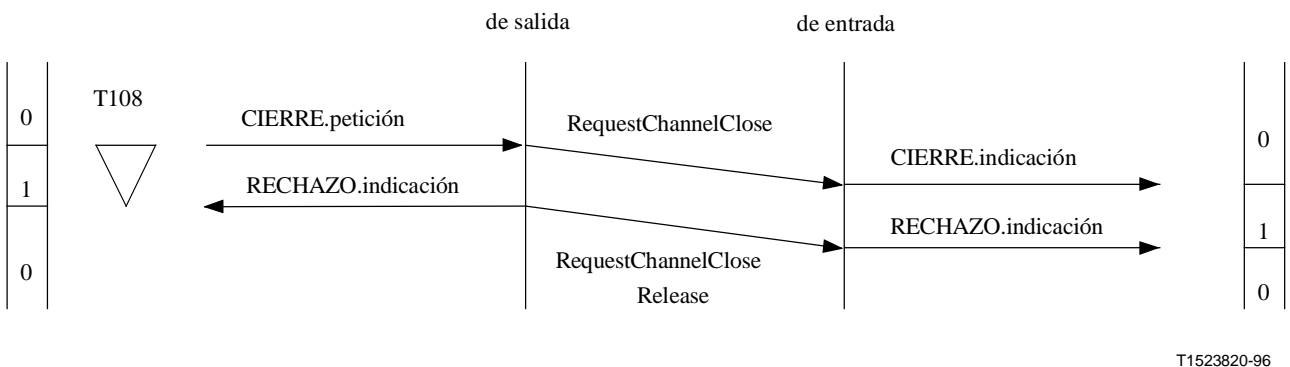 de salida
de entrada
T108
0
CIERRE.petición
RequestChannelClose
0
CIERRE.indicación
1
RECHAZO.indicación
RECHAZO.indicación
1
RequestChannelClose
Release
0
0
T1523820-96